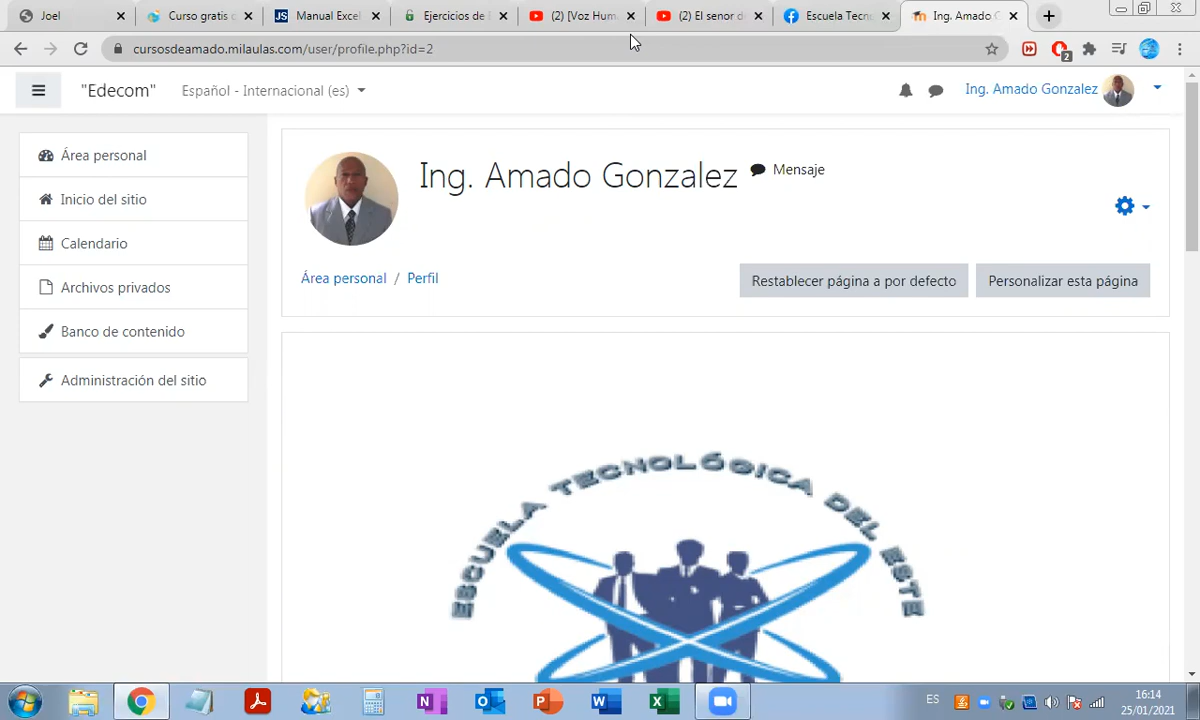 Joel
Curso gratis d
JS Manual Excel
Ejercicios de
(2) [Voz Hum
(2) El senor d
Escuela Tecn
Ing. Amado G
cursosdeamado.milaulas.com/user/profile.php?id=2
2
"Edecom"
Español - Internacional (es)
Ing. Amado Gonzalez
Área personal
Inicio del sitio
Calendario
Archivos privados
Banco de contenido
Administración del sitio
Ing. Amado Gonzalez
Mensaje
Área personal / Perfil
Restablecer página a por defecto
Personalizar esta página
ESCUELA TECNOLÓGICA DEL ESTE
ES
16:14
25/01/2021